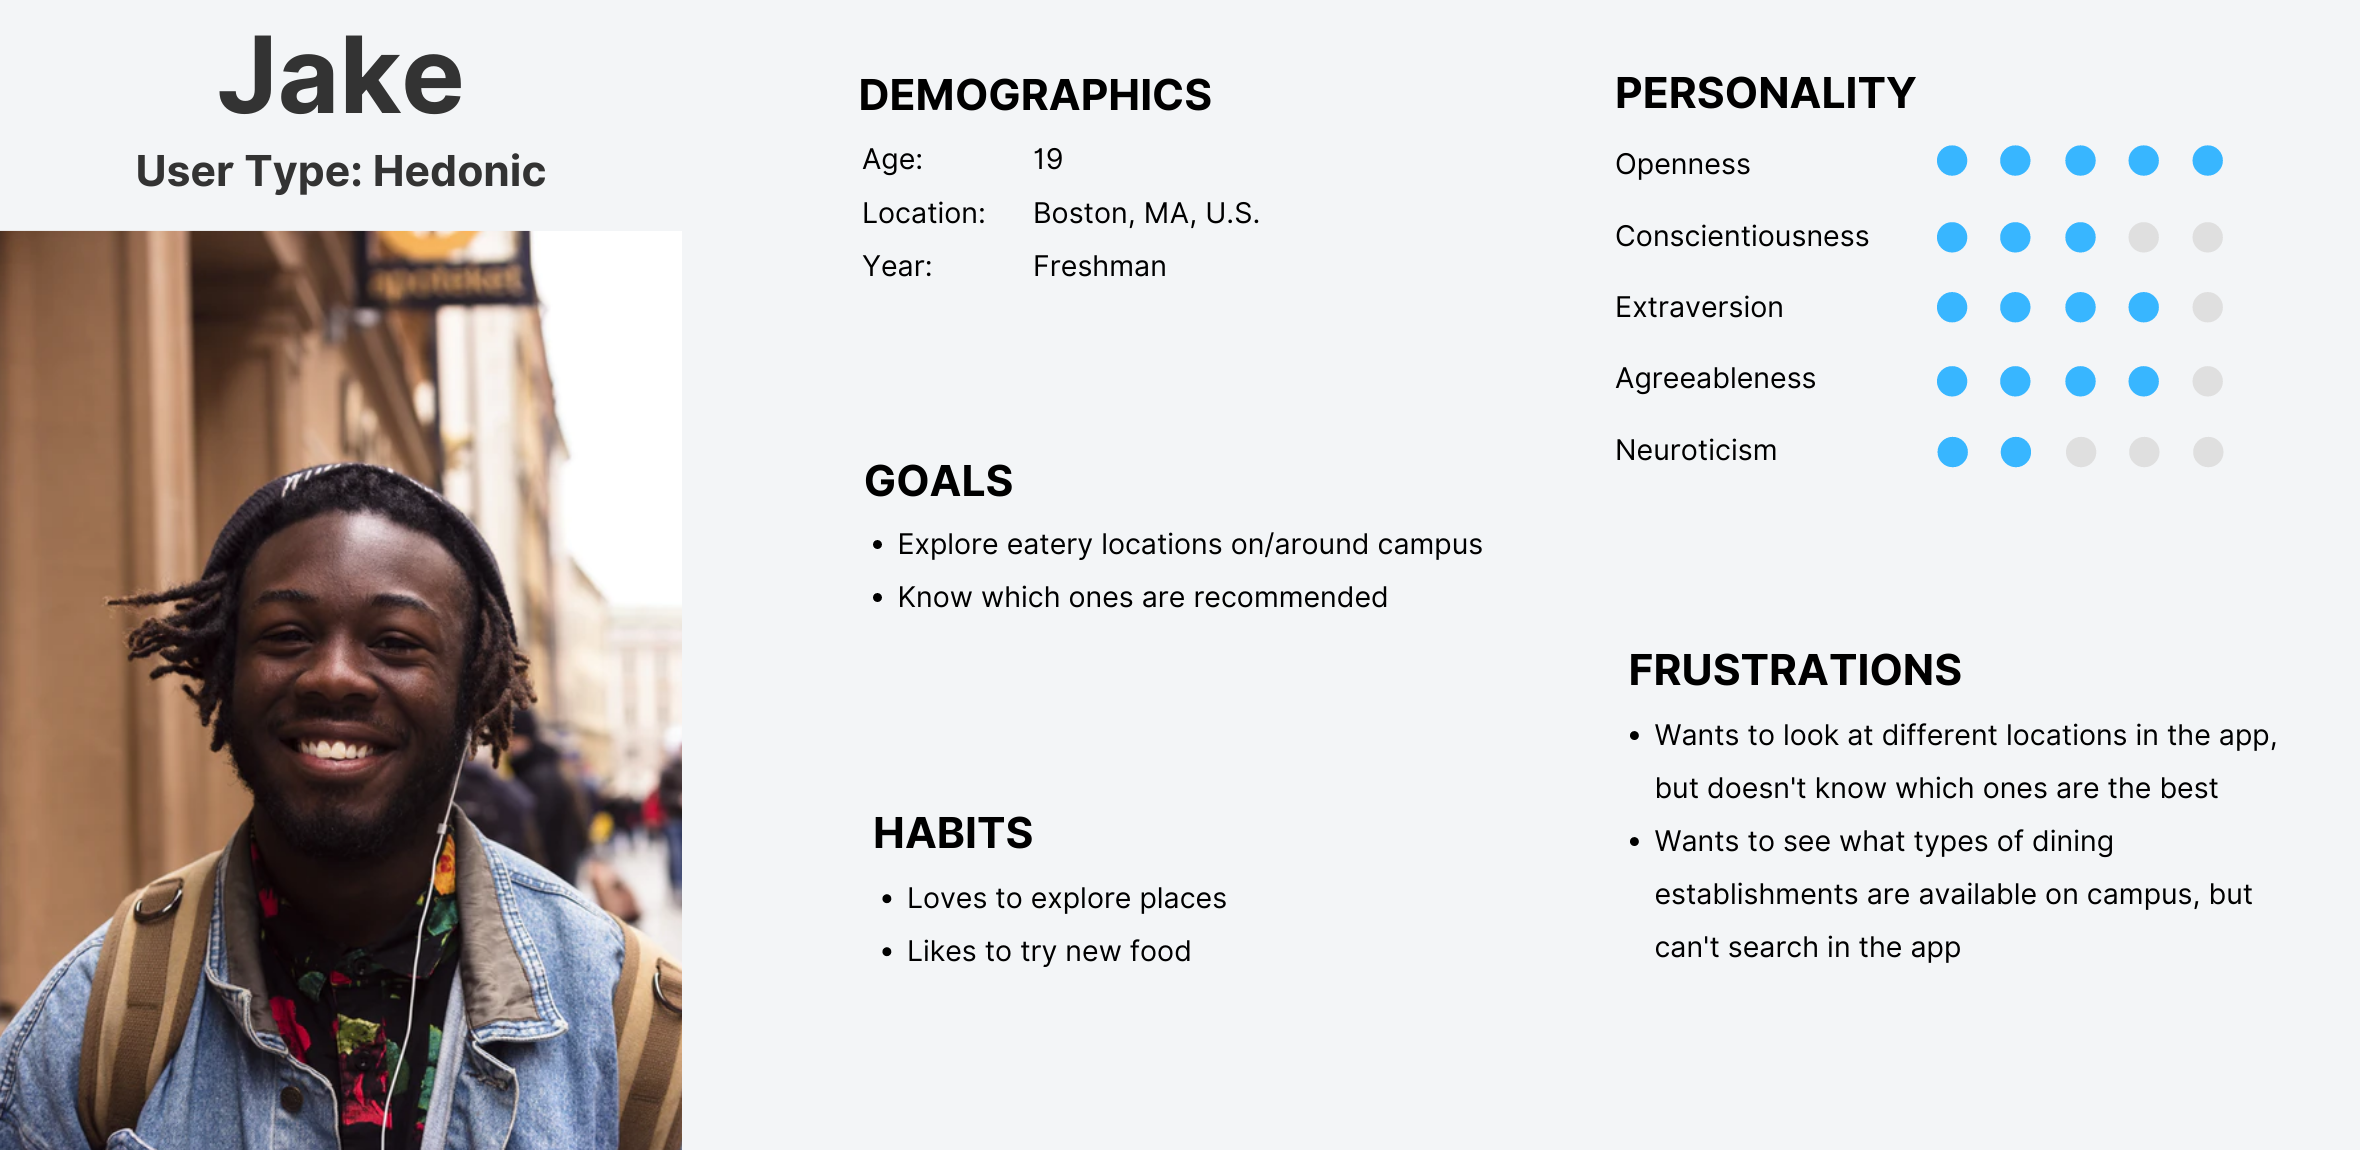 Jake
User Type: Hedonic
apoteket
DEMOGRAPHICS
Age: 19
Location: Boston, MA, U.S.
Year: Freshman
GOALS
• Explore eatery locations on/around campus
• Know which ones are recommended
HABITS
• Loves to explore places
• Likes to try new food
PERSONALITY
Openness
Conscientiousness
Extraversion
Agreeableness
Neuroticism
FRUSTRATIONS
• Wants to look at different locations in the app,
but doesn't know which ones are the best
• Wants to see what types of dining
establishments are available on campus, but
can't search in the app